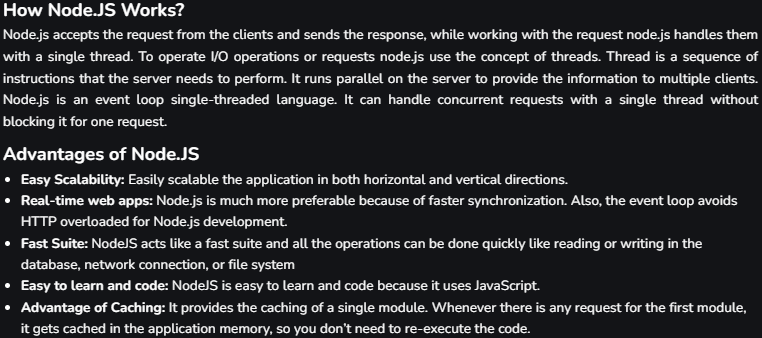 How Node.JS Works?
Node.js accepts the request from the clients and sends the response, while working with the request node.js handles them
with a single thread. To operate I/O operations or requests node.js use the concept of threads. Thread is a sequence of
instructions that the server needs to perform. It runs parallel on the server to provide the information to multiple clients.
Node.js is an event loop single-threaded language. It can handle concurrent requests with a single thread without
blocking it for one request.
Advantages of Node.JS
• Easy Scalability: Easily scalable the application in both horizontal and vertical directions.
• Real-time web apps: Node.js is much more preferable because of faster synchronization. Also, the event loop avoids
HTTP overloaded for Node.js development.
• Fast Suite: NodeJS acts like a fast suite and all the operations can be done quickly like reading or writing in the
database, network connection, or file system
• Easy to learn and code: NodeJS is easy to learn and code because it uses JavaScript.
• Advantage of Caching: It provides the caching of a single module. Whenever there is any request for the first module,
it gets cached in the application memory, so you don’t need to re-execute the code.